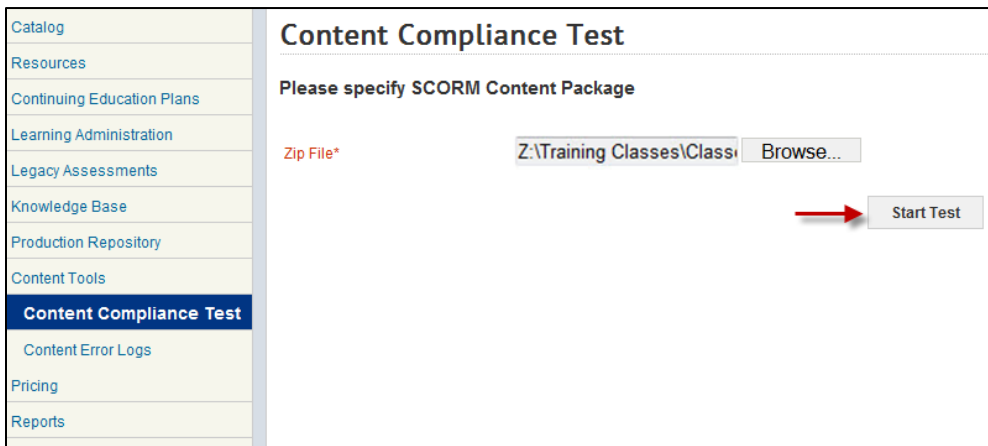 Catalog
Resources
Continuing Education Plans
Learning Administration
Legacy Assessments
Knowledge Base
Production Repository
Content Tools
Content Compliance Test
Content Error Logs
Pricing
Reports
Content Compliance Test
Please specify SCORM Content Package
Zip File* Z:\Training Classes\Class Browse...
Start Test